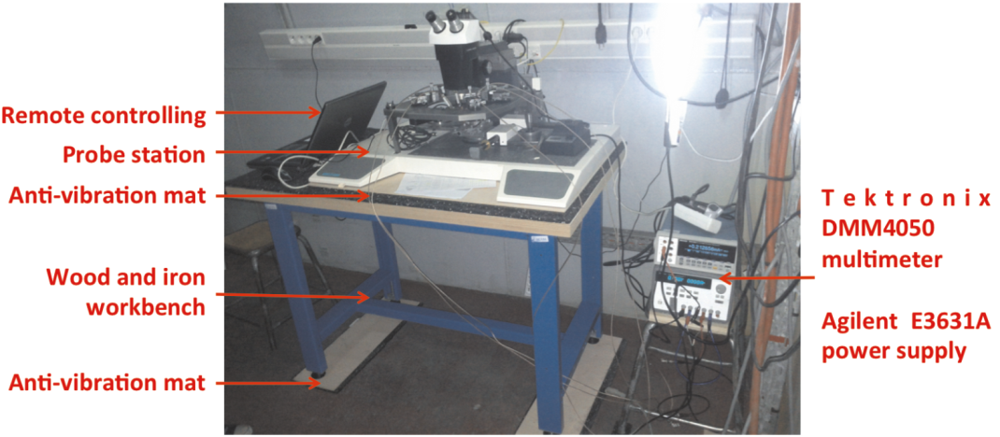 Remote controlling
Probe station
Anti-vibration mat
Wood and iron
workbench
Anti-vibration mat
Tektronix
DMM4050
multimeter
Agilent E3631A
power supply